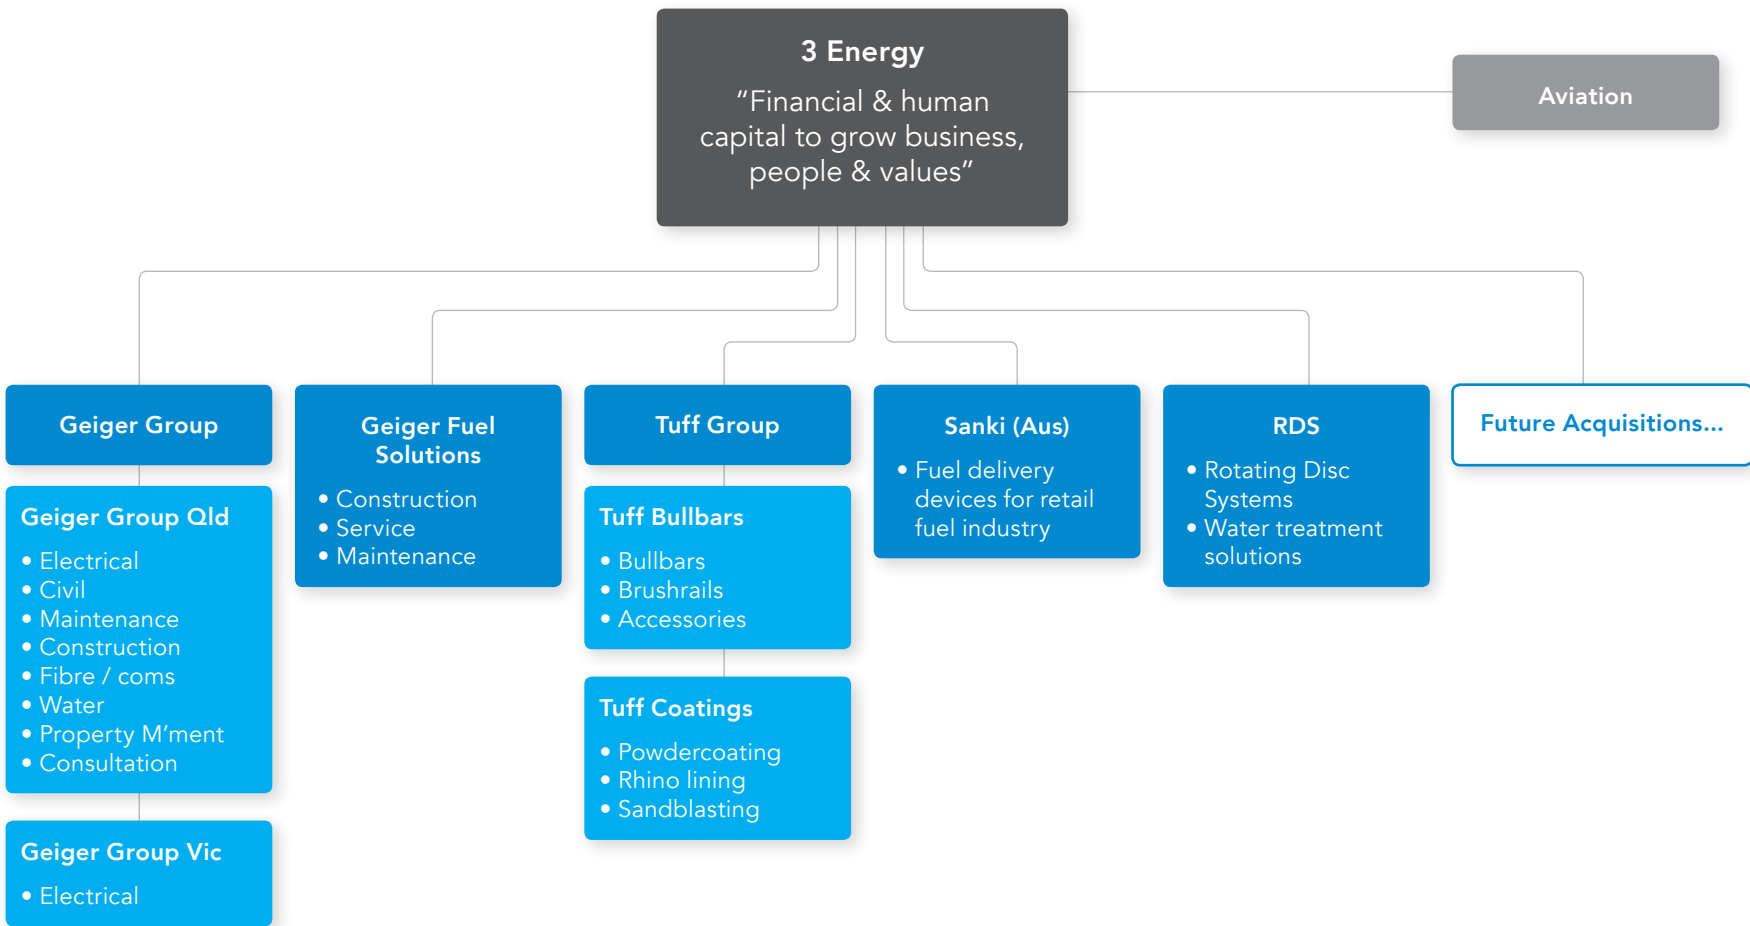 3 Energy
“Financial & human
capital to grow business,
people & values”
Aviation
Geiger Group
Geiger Group Qld
• Electrical
• Civil
• Maintenance
• Construction
• Fibre / coms
• Water
• Property M’ment
• Consultation
Geiger Group Vic
• Electrical
Geiger Fuel
Solutions
• Construction
• Service
• Maintenance
Tuff Group
Tuff Bullbars
• Bullbars
• Brushrails
• Accessories
Tuff Coatings
• Powdercoating
• Rhino lining
• Sandblasting
Sanki (Aus)
• Fuel delivery
devices for retail
fuel industry
RDS
• Rotating Disc
Systems
• Water treatment
solutions
Future Acquisitions...